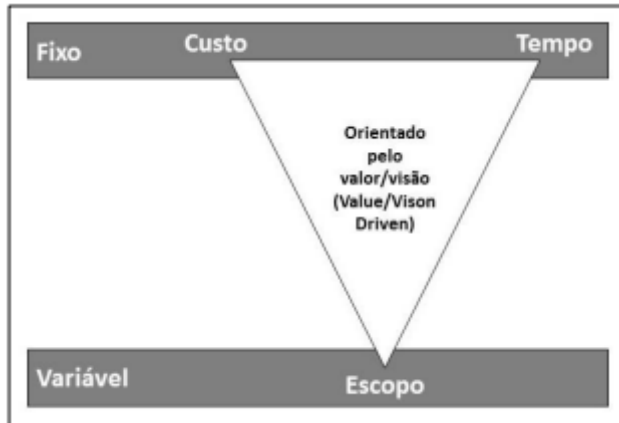 Fixo Custo Tempo
Orientado
pelo
valor/visão
(Value/Vison
Driven)
Variável Escopo